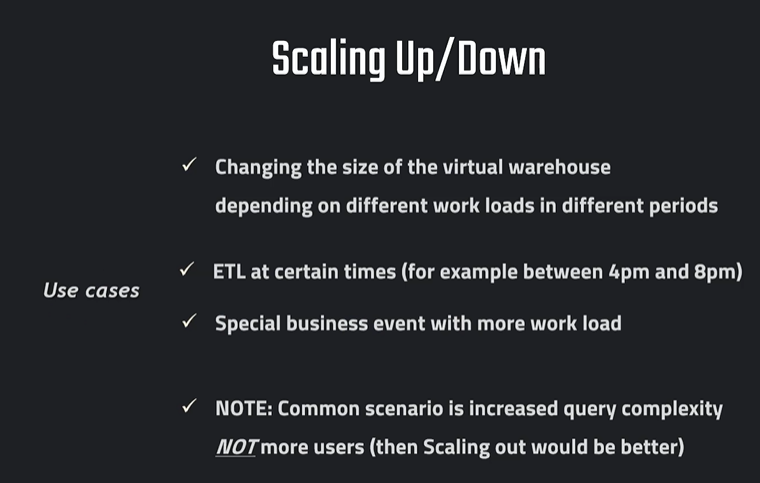 Scaling Up/Down
✓ Changing the size of the virtual warehouse
depending on different work loads in different periods
Use cases
✓ ETL at certain times (for example between 4pm and 8pm)
✓ Special business event with more work load
✓ NOTE: Common scenario is increased query complexity
NOT more users (then Scaling out would be better)